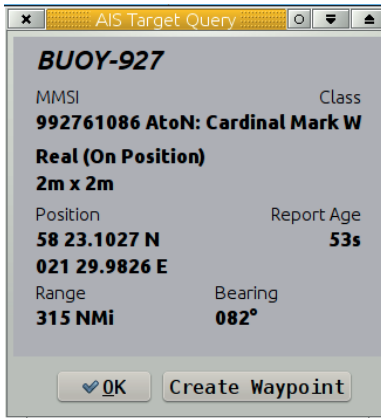 AIS Target Query
BUOY-927
MMSI Class
992761086 AtoN: Cardinal Mark W
Real (On Position)
2m x 2m
Position Report Age
58 23.1027 N 53s
021 29.9826 E
Range Bearing
315 NMi 082°
OK Create Waypoint